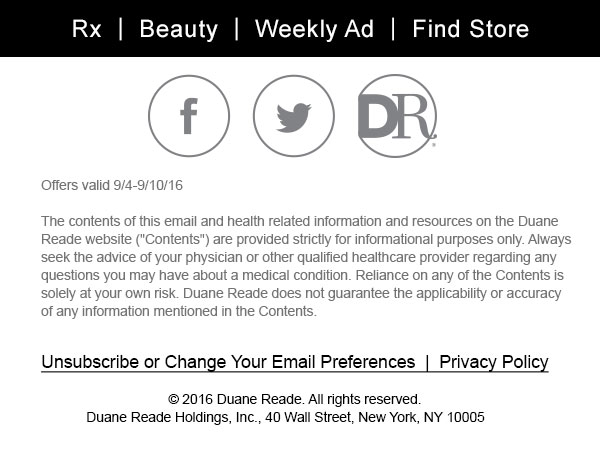 Rx | Beauty | Weekly Ad | Find Store
f DR®
Offers valid 9/4-9/10/16
The contents of this email and health related information and resources on the Duane
Reade website ("Contents") are provided strictly for informational purposes only. Always
seek the advice of your physician or other qualified healthcare provider regarding any
questions you may have about a medical condition. Reliance on any of the Contents is
solely at your own risk. Duane Reade does not guarantee the applicability or accuracy
of any information mentioned in the Contents.
Unsubscribe or Change Your Email Preferences | Privacy Policy
© 2016 Duane Reade. All rights reserved.
Duane Reade Holdings, Inc., 40 Wall Street, New York, NY 10005